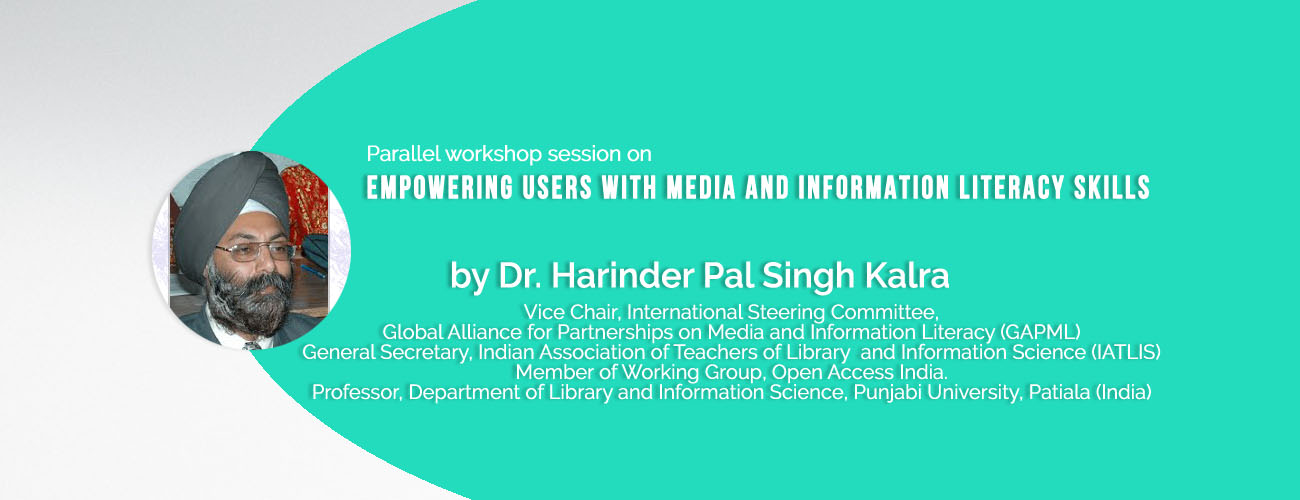 Parallel workshop session on
EMPOWERING USERS WITH MEDIA AND INFORMATION LITERACY SKILLS
by Dr. Harinder Pal Singh Kalra
Vice Chair, International Steering Committee,
Global Alliance for Partnerships on Media and Information Literacy (GAPML)
General Secretary, Indian Association of Teachers of Library and Information Science (IATLIS)
Member of Working Group, Open Access India.
Professor, Department of Library and Information Science, Punjabi University, Patiala (India)